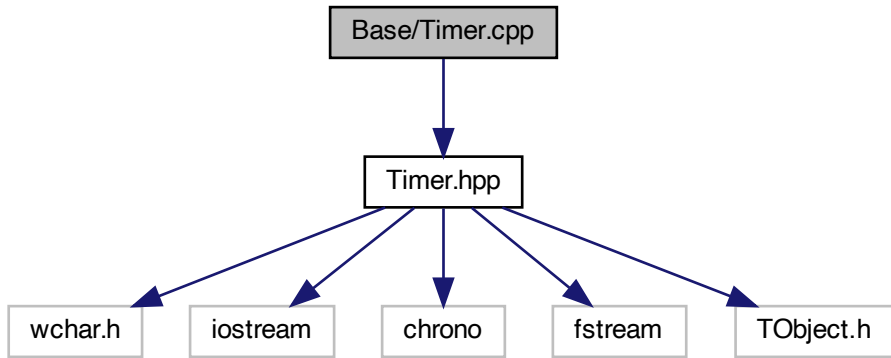 Base/Timer.cpp
Timer.hpp
wchar.h
iostream
chrono
fstream
TObject.h